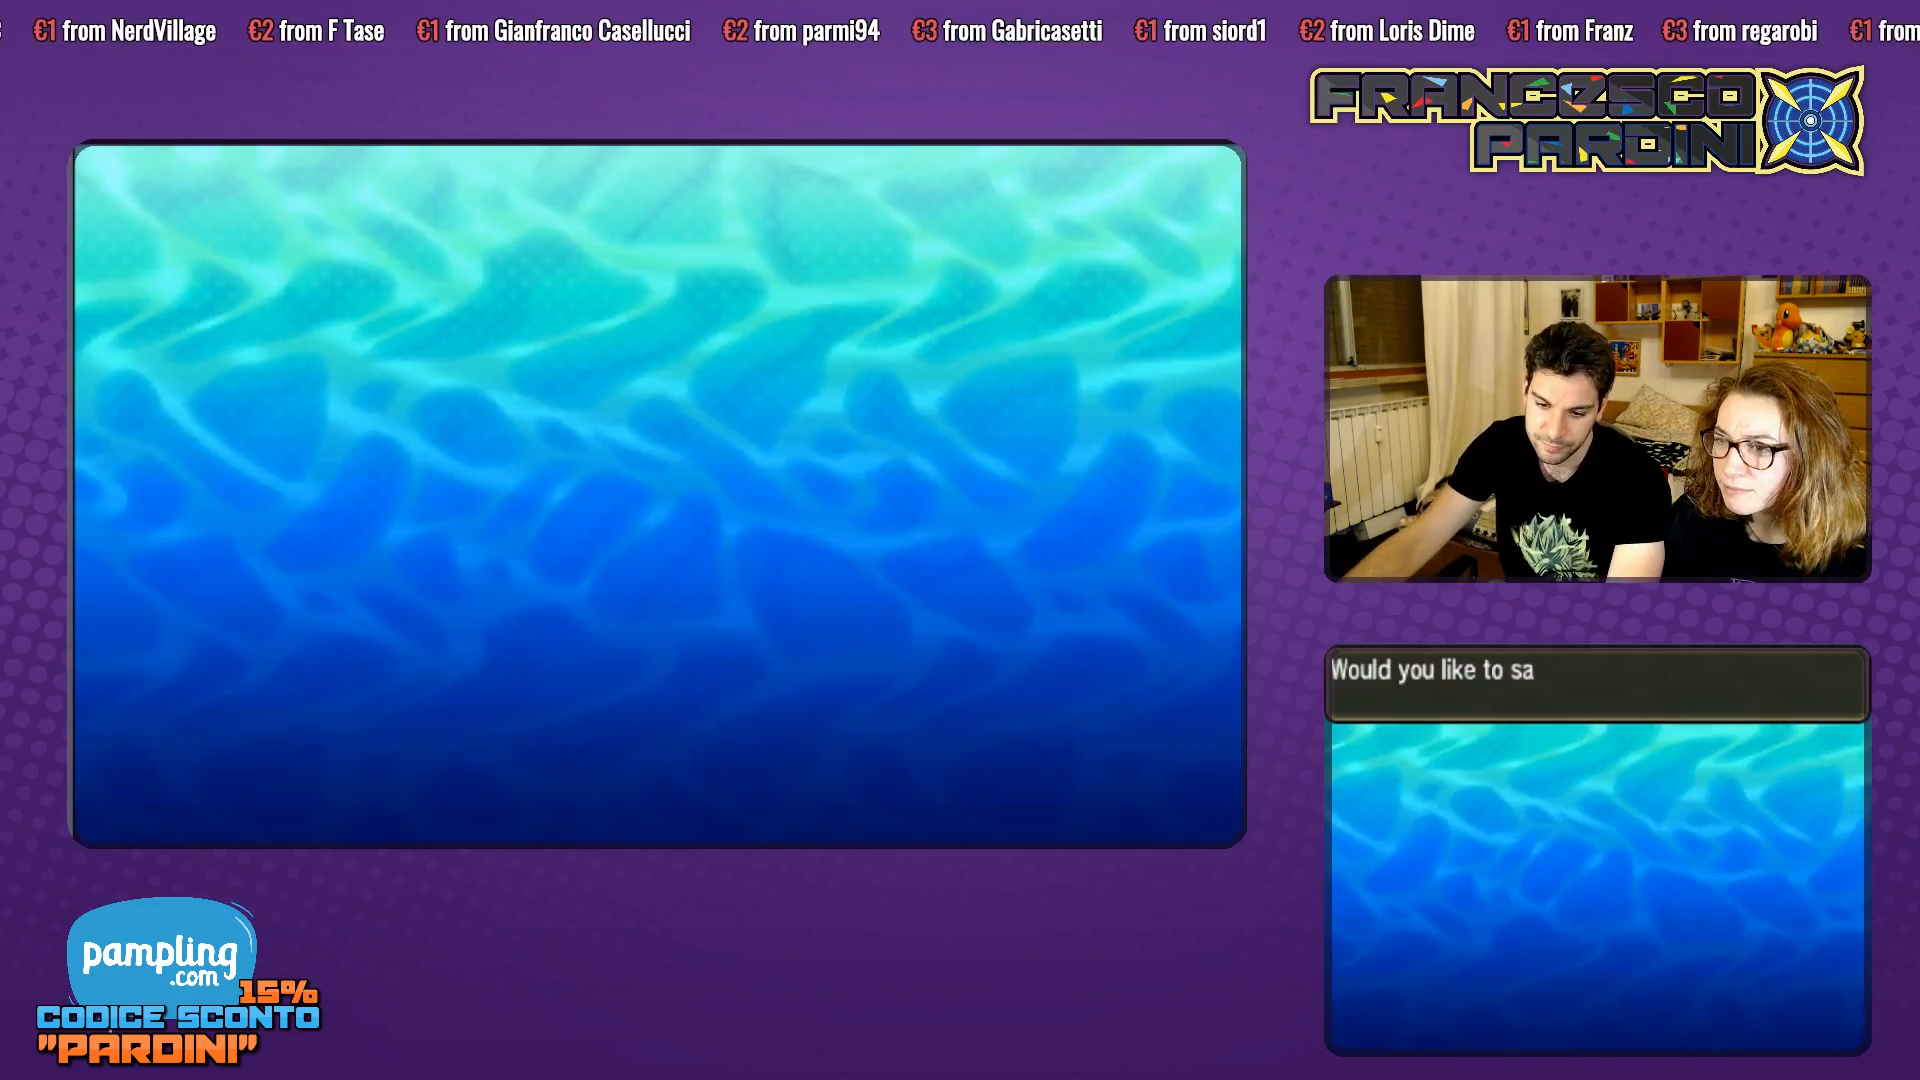 €1 from NerdVillage €2 from F Tase €1 from Gianfranco Casellucci €2 from parmi94 €3 from Gabricasetti €1 from siord1 €2 from Loris Dime €1 from Franz €3 from regarobi €1 from
FRANCESCO
PARDINI
Would you like to sa
pampling
.com
15%
CODICE SCONTO
"PARDINI"